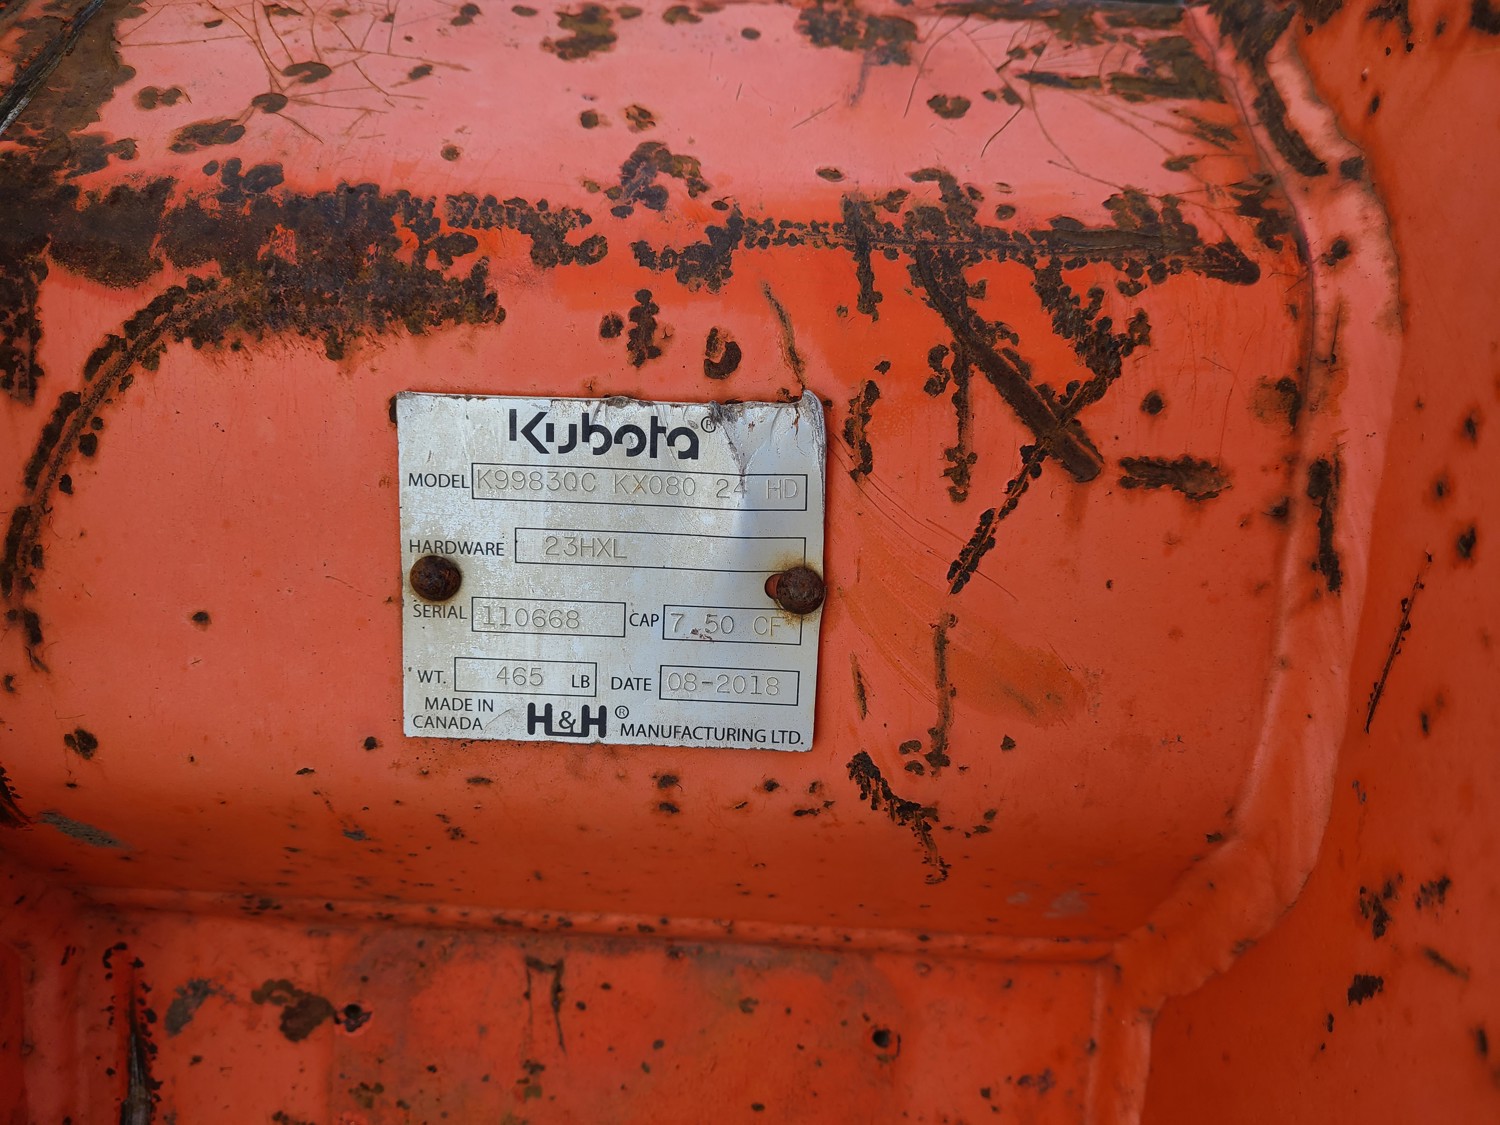 Kubota®
MODEL K9983QC KX080 24 HD
HARDWARE 23HXL
SERIAL 110668 CAP 7.50 CF
WT. 465 LB DATE 08-2018
MADE IN CANADA H&H® MANUFACTURING LTD.